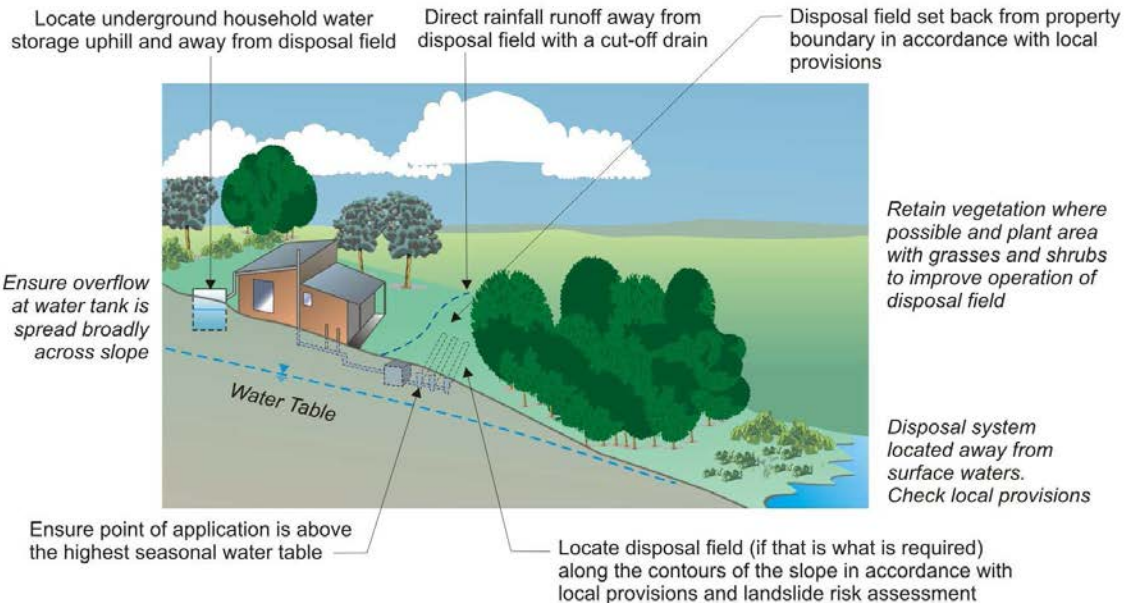 Locate underground household water
storage uphill and away from disposal field
Direct rainfall runoff away from
disposal field with a cut-off drain
Disposal field set back from property
boundary in accordance with local
provisions
Retain vegetation where
possible and plant area
with grasses and shrubs
to improve operation of
disposal field
Ensure overflow
at water tank is
spread broadly
across slope
Water Table
Disposal system
located away from
surface waters.
Check local provisions
Ensure point of application is above
the highest seasonal water table
Locate disposal field (if that is what is required)
along the contours of the slope in accordance with
local provisions and landslide risk assessment